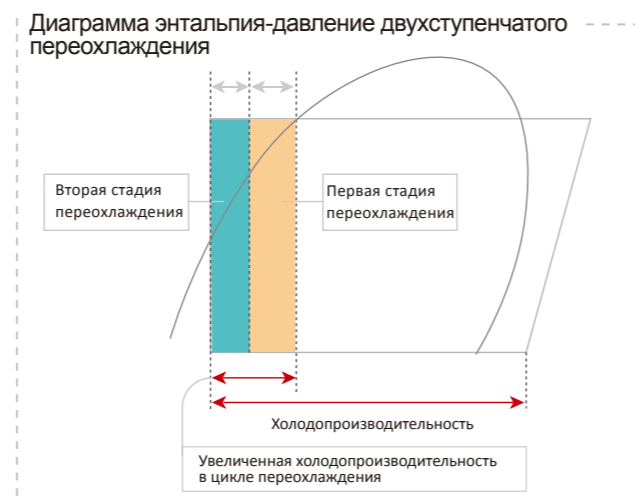 Диаграмма энтальпия-давление двухступенчатого
переохлаждения
Вторая стадия
переохлаждения
Первая стадия
переохлаждения
Холодопроизводительность
Увеличенная холодопроизводительность
в цикле переохлаждения